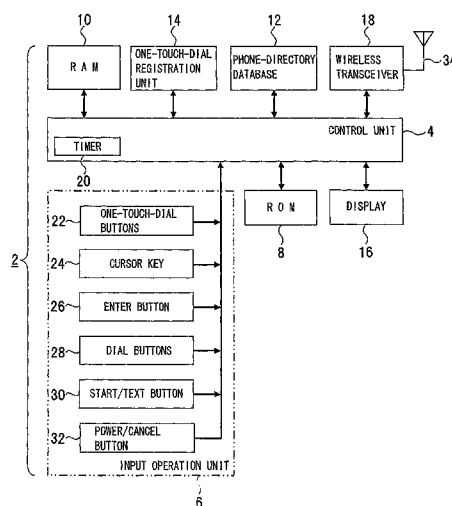 10
14
12
18
34
R A M
ONE-TOUCH-DIAL
REGISTRATION
UNIT
PHONE-DIRECTORY
DATABASE
WIRELESS
TRANSCEIVER
CONTROL UNIT
4
TIMER
20
R O M
8
DISPLAY
16
2
22
ONE-TOUCH-DIAL
BUTTONS
24
CURSOR KEY
26
ENTER BUTTON
28
DIAL BUTTONS
30
START/TEXT BUTTON
32
POWER/CANCEL
BUTTON
INPUT OPERATION UNIT
6